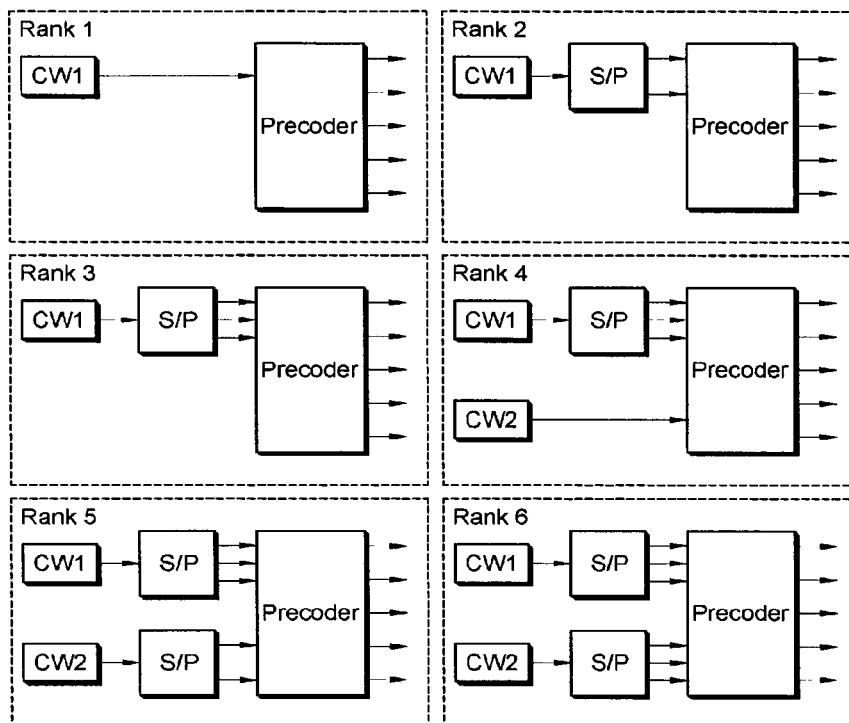 Rank 1
CW1
Precoder
Rank 2
CW1
S/P
Precoder
Rank 3
CW1
S/P
Precoder
Rank 4
CW1
S/P
Precoder
CW2
Rank 5
CW1
S/P
Precoder
CW2
S/P
Rank 6
CW1
S/P
Precoder
CW2
S/P